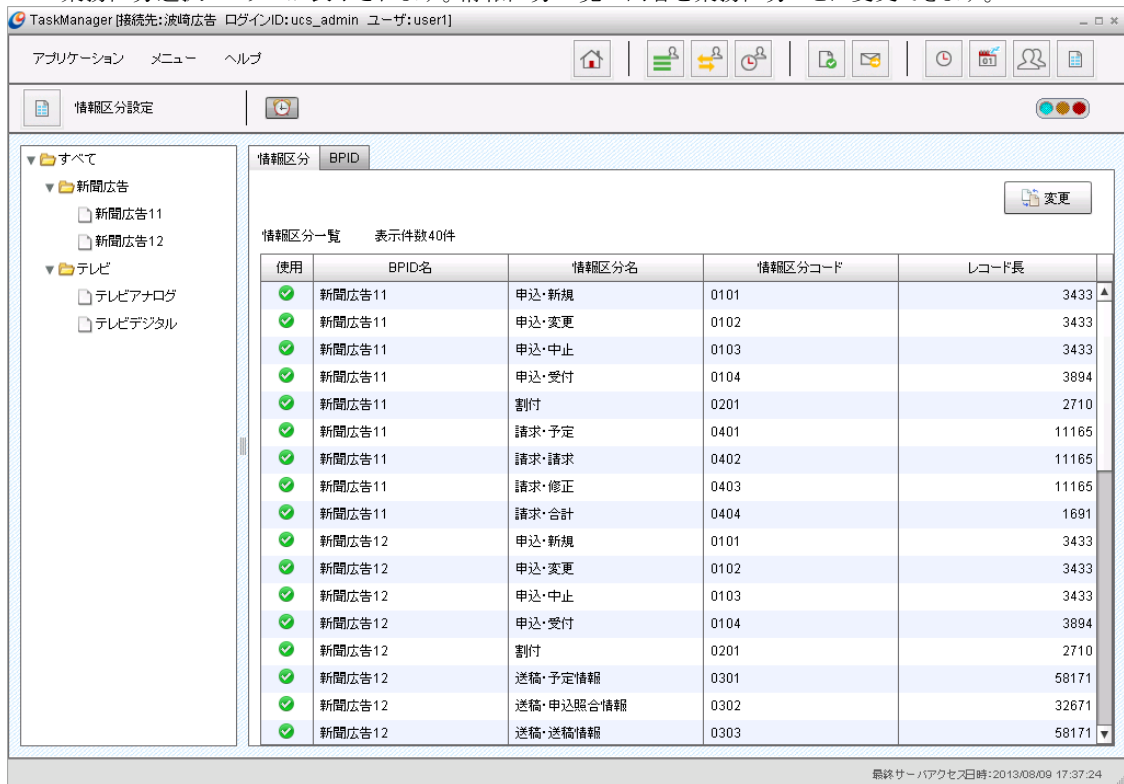 TaskManager [接続先:波崎広告 ログインID:ucs_admin ユーザ:user1]
アプリケーション メニュー ヘルプ
01
情報区分設定
すべて
新聞広告
新聞広告11
新聞広告12
テレビ
テレビアナログ
テレビデジタル
情報区分 BPID
変更
情報区分一覧 表示件数40件
使用 BPID名 情報区分名 情報区分コード レコード長
新聞広告11 申込・新規 0101 3433
新聞広告11 申込・変更 0102 3433
新聞広告11 申込・中止 0103 3433
新聞広告11 申込・受付 0104 3894
新聞広告11 割付 0201 2710
新聞広告11 請求・予定 0401 11165
新聞広告11 請求・請求 0402 11165
新聞広告11 請求・修正 0403 11165
新聞広告11 請求・合計 0404 1691
新聞広告12 申込・新規 0101 3433
新聞広告12 申込・変更 0102 3433
新聞広告12 申込・中止 0103 3433
新聞広告12 申込・受付 0104 3894
新聞広告12 割付 0201 2710
新聞広告12 送稿・予定情報 0301 58171
新聞広告12 送稿・申込照合情報 0302 32671
新聞広告12 送稿・送稿情報 0303 58171
最終サーバアクセス日時:2013/08/09 17:37:24